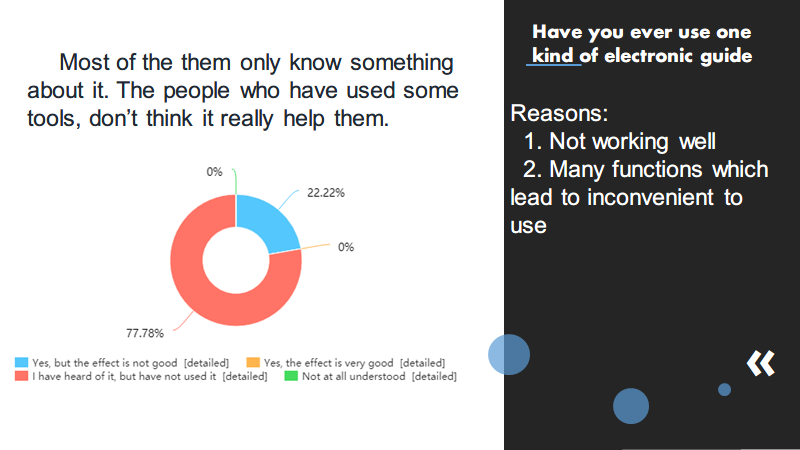 Most of the them only know something
about it. The people who have used some
tools, don’t think it really help them.
0%
22.22%
0%
77.78%
Yes, but the effect is not good [detailed]
Yes, the effect is very good [detailed]
I have heard of it, but have not used it [detailed]
Not at all understood [detailed]
Have you ever use one
kind of electronic guide
Reasons:
1. Not working well
2. Many functions which
lead to inconvenient to
use
«